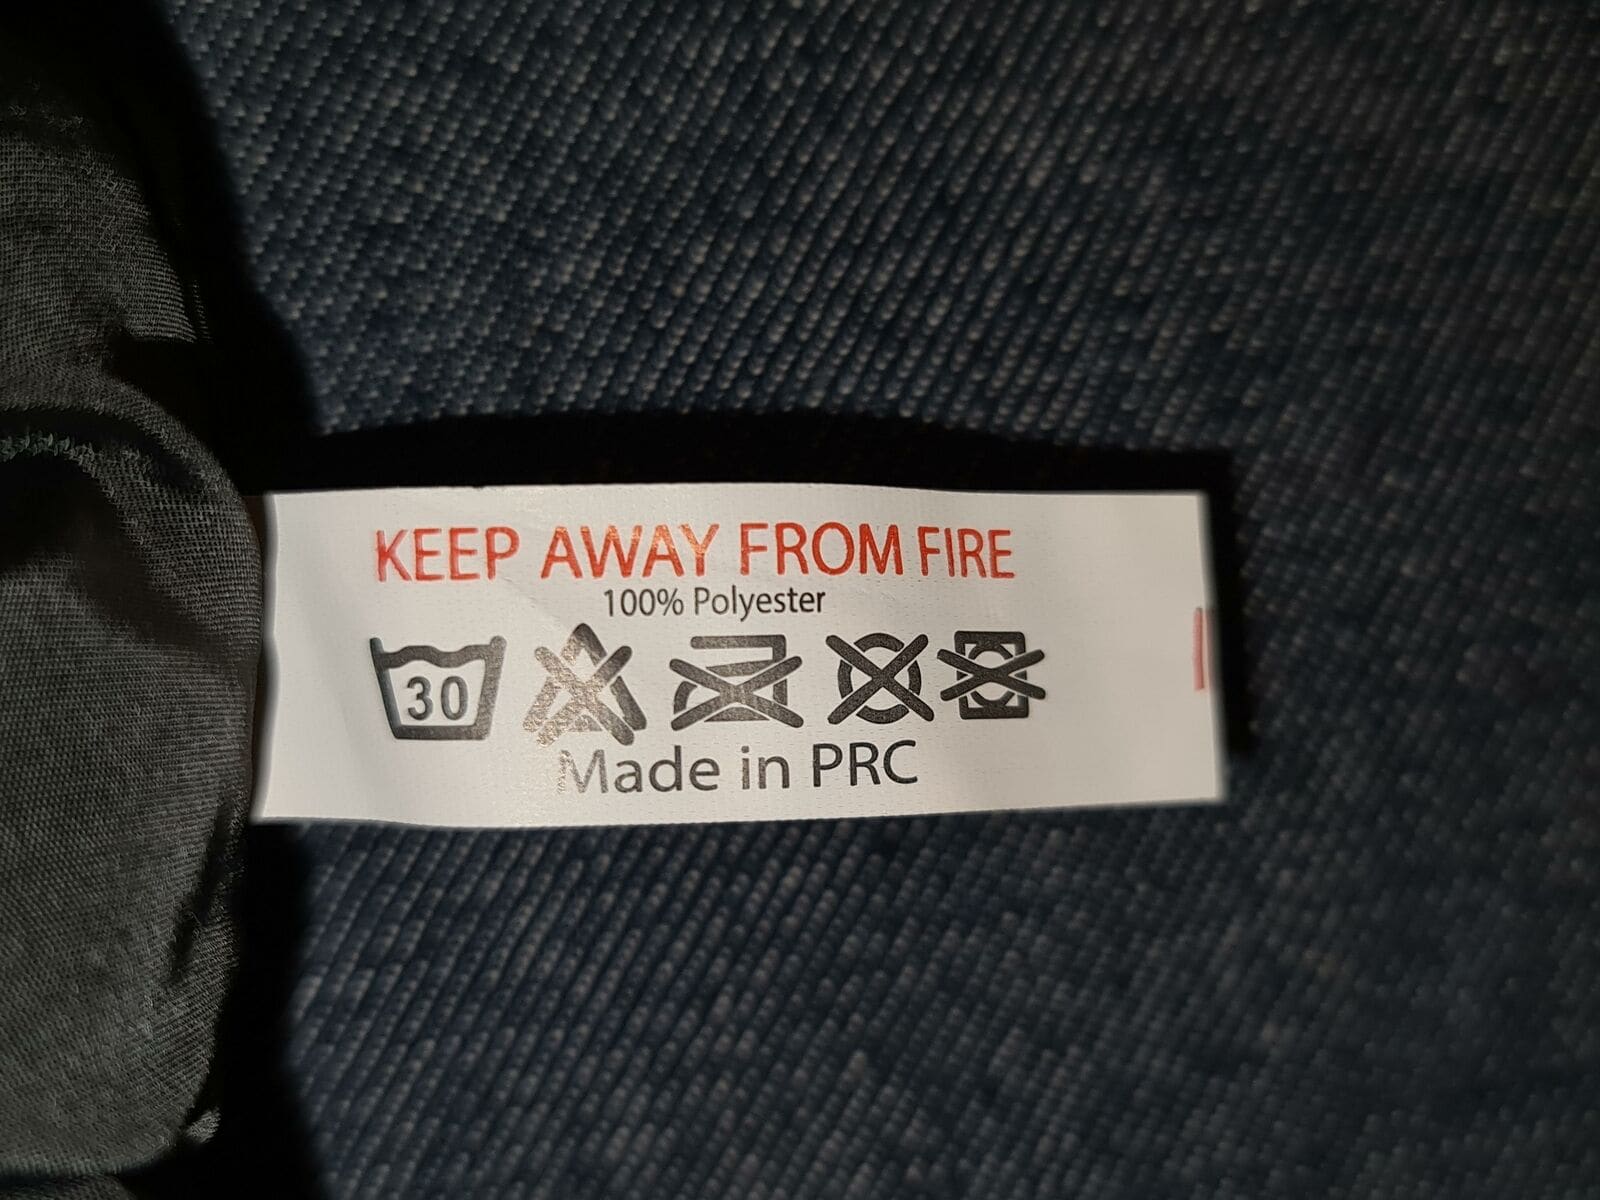 KEEP AWAY FROM FIRE
100% Polyester
30
Made in PRC